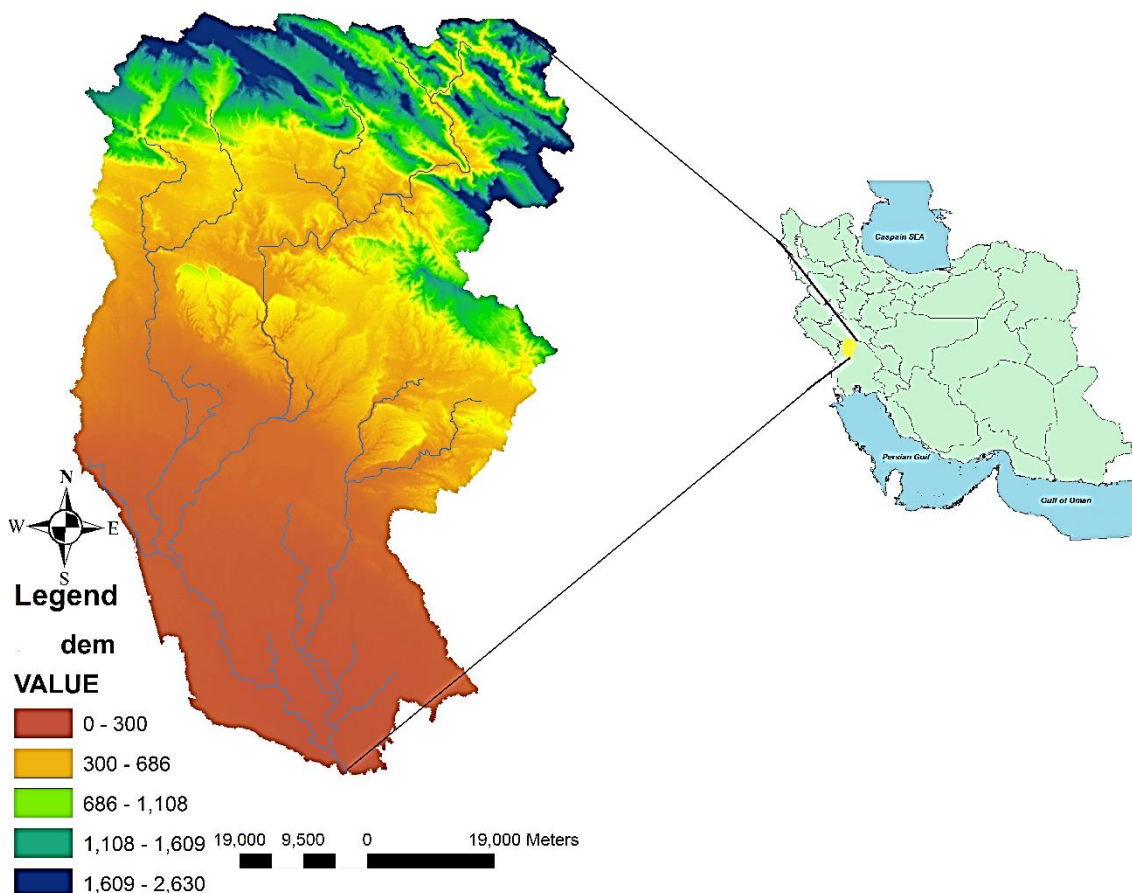 Caspain SEA
Persian Gulf
Gulf of Oman
N
W E
S
Legend
dem
VALUE
0 - 300
300 - 686
686 - 1,108
1,108 - 1,609
1,609 - 2,630
19,000 9,500 0 19,000 Meters